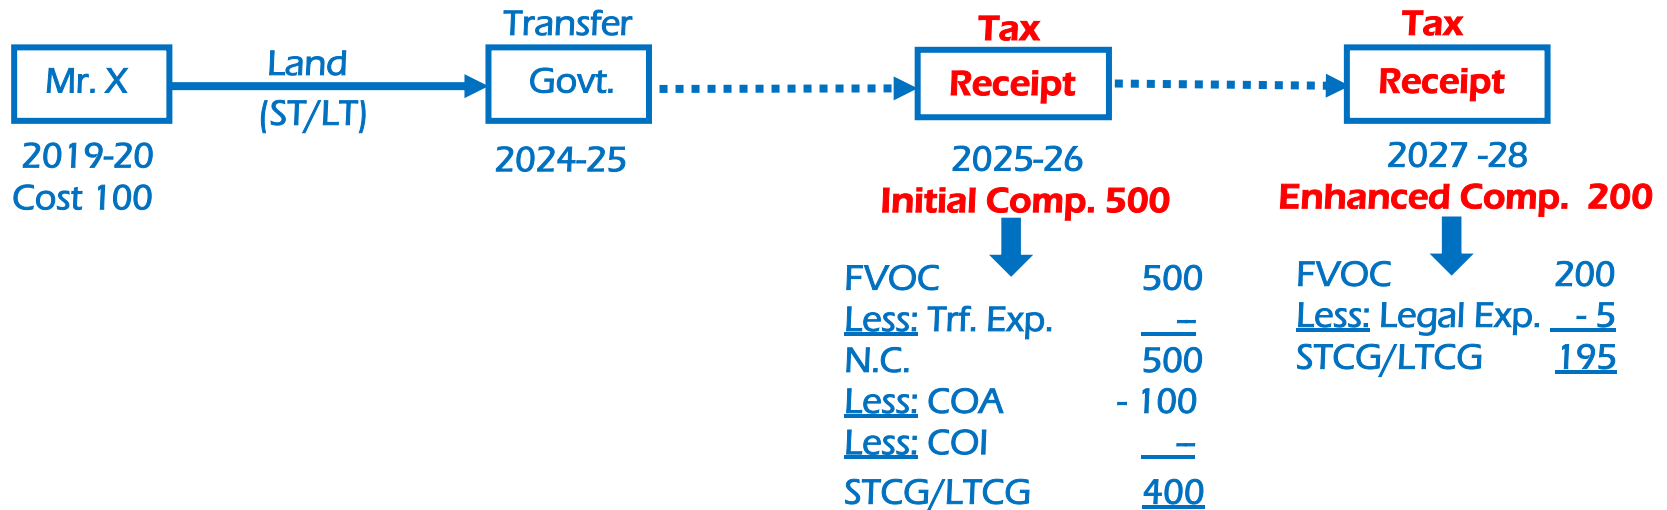 Transfer
Tax
Tax
Mr. X
Land
(ST/LT)
Govt.
Receipt
Receipt
2019-20
Cost 100
2024-25
2025-26
Initial Comp. 500
2027 -28
Enhanced Comp. 200
FVOC 500
Less: Trf. Exp. –
N.C. 500
Less: COA - 100
Less: COI –
STCG/LTCG 400
FVOC 200
Less: Legal Exp. - 5
STCG/LTCG 195